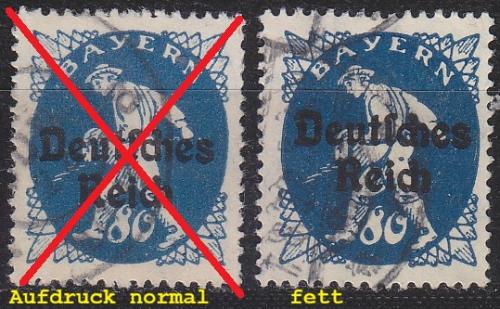 BAYERN
Deutsches
Reich
80
BAYERN
Deutsches
Reich
80
Aufdruck normal
fett